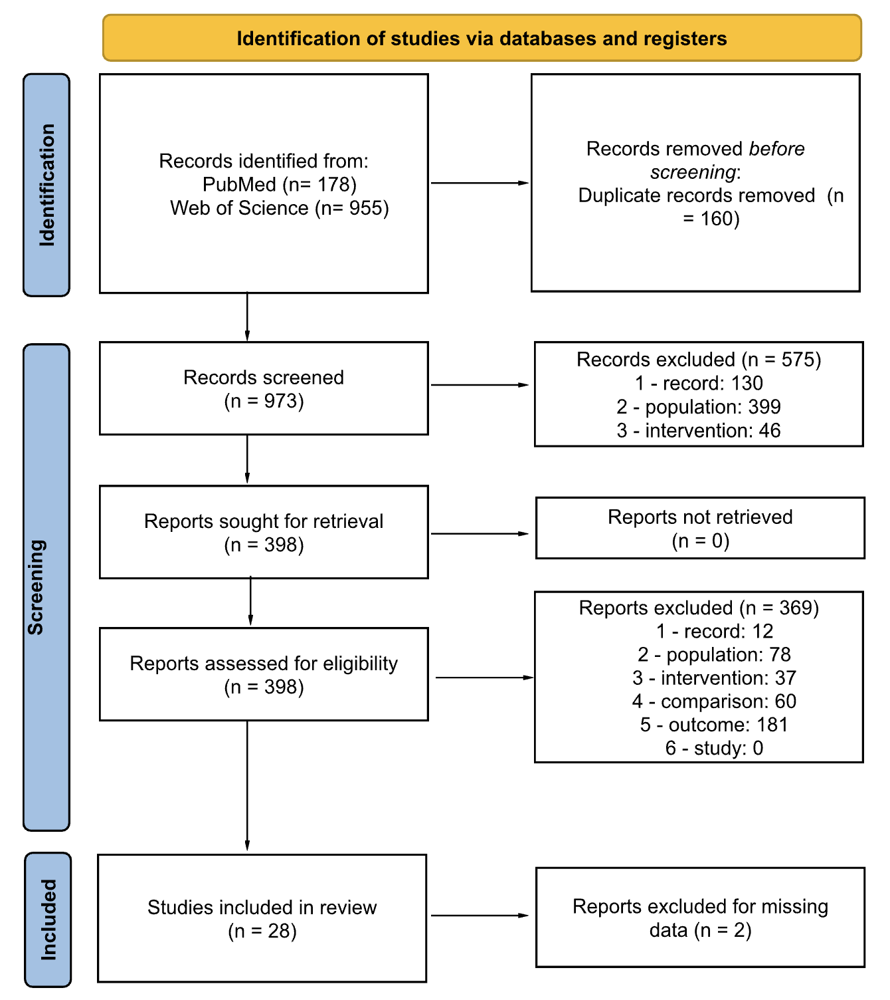 Identification of studies via databases and registers
Identification
Records identified from:
PubMed (n= 178)
Web of Science (n= 955)
Records removed before
screening:
Duplicate records removed (n
= 160)
Screening
Records screened
(n = 973)
Records excluded (n = 575)
1 - record: 130
2 - population: 399
3 - intervention: 46
Reports sought for retrieval
(n = 398)
Reports not retrieved
(n = 0)
Reports assessed for eligibility
(n = 398)
Reports excluded (n = 369)
1 - record: 12
2 - population: 78
3 - intervention: 37
4 - comparison: 60
5 - outcome: 181
6 - study: 0
Included
Studies included in review
(n = 28)
Reports excluded for missing
data (n = 2)